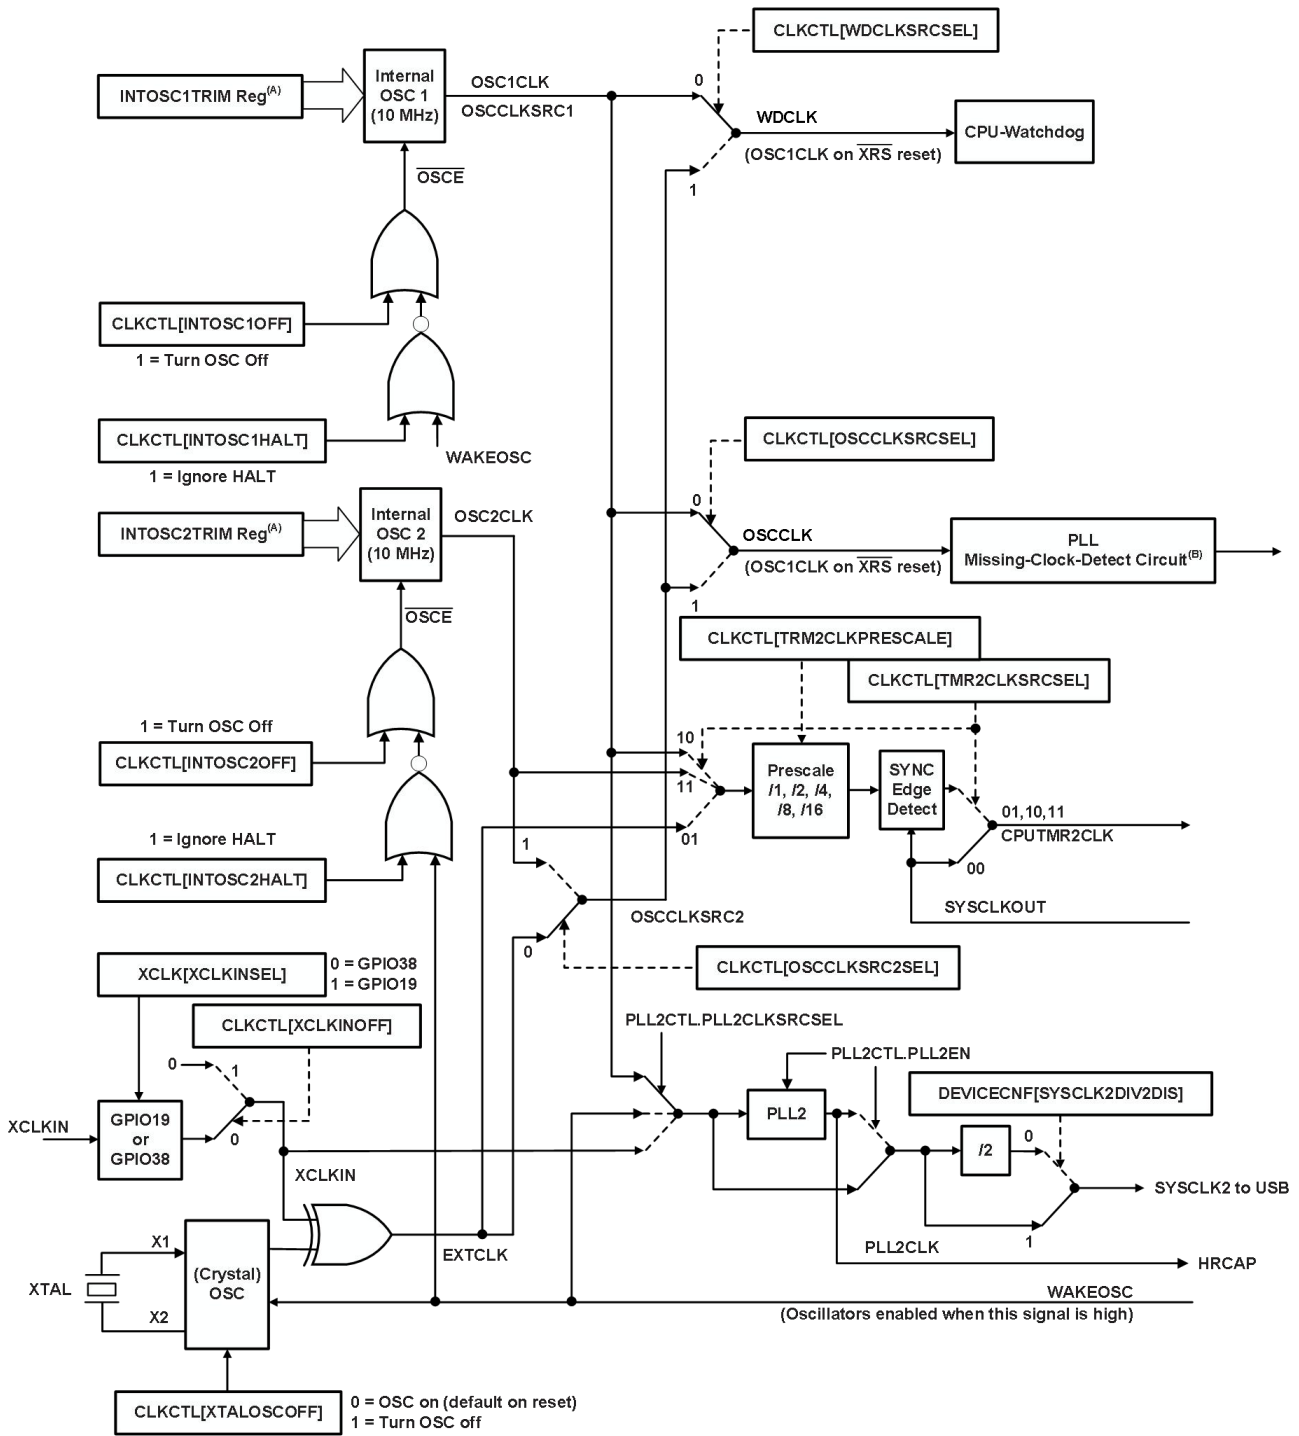 CLKCTL[WDCLKSRCSEL]
INTOSC1TRIM Reg(A)
Internal
OSC 1
(10 MHz)
OSC1CLK
OSCCLKSRC1
0
WDCLK
(OSC1CLK on XRS reset)
CPU-Watchdog
1
OSCE
CLKCTL[INTOSC1OFF]
1 = Turn OSC Off
CLKCTL[INTOSC1HALT]
1 = Ignore HALT
WAKEOSC
CLKCTL[OSCCLKSRCSEL]
INTOSC2TRIM Reg(A)
Internal
OSC 2
(10 MHz)
OSC2CLK
0
OSCCLK
(OSC1CLK on XRS reset)
PLL
Missing-Clock-Detect Circuit(B)
1
OSCE
CLKCTL[TRM2CLKPRESCALE]
CLKCTL[TMR2CLKSRCSEL]
1 = Turn OSC Off
CLKCTL[INTOSC2OFF]
10
11
01
Prescale
/1, /2, /4,
/8, /16
SYNC
Edge
Detect
01,10,11
CPUTMR2CLK
00
SYSCLKOUT
1 = Ignore HALT
CLKCTL[INTOSC2HALT]
1
OSCCLKSRC2
0
CLKCTL[OSCCLKSRC2SEL]
XCLK[XCLKINSEL]
0 = GPIO38
1 = GPIO19
CLKCTL[XCLKINOFF]
PLL2CTL.PLL2CLKSRCSEL
PLL2CTL.PLL2EN
0
1
0
XCLKIN
GPIO19
or
GPIO38
PLL2
DEVICECNF[SYSCLK2DIV2DIS]
/2
0
1
SYSCLK2 to USB
XCLKIN
EXTCLK
PLL2CLK
HRCAP
X1
XTAL
X2
(Crystal)
OSC
WAKEOSC
(Oscillators enabled when this signal is high)
CLKCTL[XTALOSCOFF]
0 = OSC on (default on reset)
1 = Turn OSC off